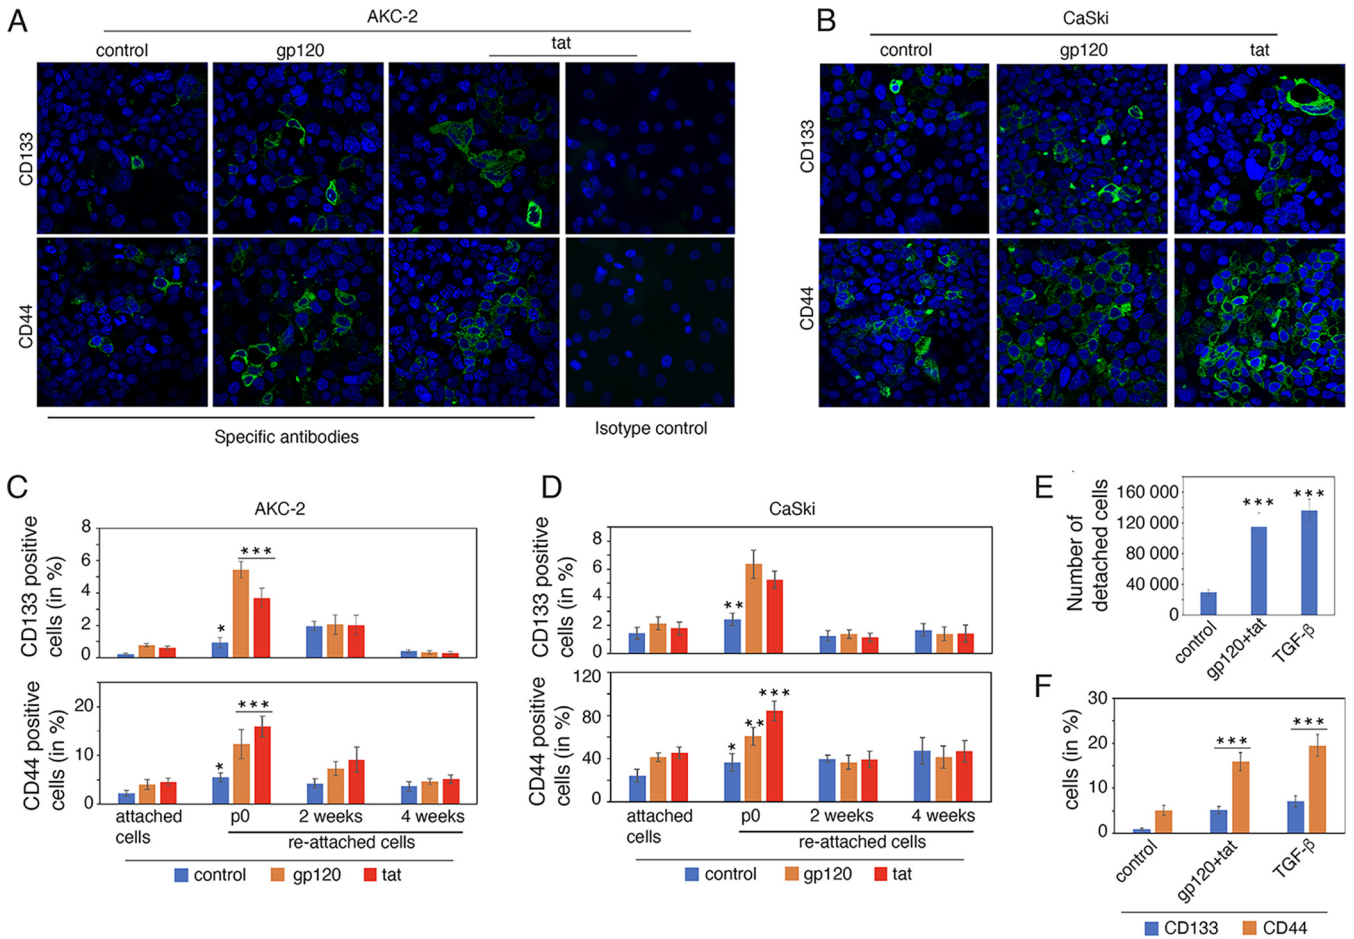 A
AKC-2
control
gp120
tat
CD133
CD44
Specific antibodies
Isotype control
B
CaSki
control
gp120
tat
CD133
CD44
C
AKC-2
CD133 positive
cells (in %)
8
6
4
2
0
***
*
CD44 positive
cells (in %)
20
10
0
***
*
attached
cells
p0
2 weeks
4 weeks
re-attached cells
control
gp120
tat
D
CaSki
CD133 positive
cells (in %)
8
6
4
2
0
**
CD44 positive
cells (in %)
120
80
40
0
*
**
***
attached
cells
p0
2 weeks
4 weeks
re-attached cells
control
gp120
tat
E
Number of
detached cells
160 000
120 000
80 000
40 000
0
***
***
control
gp120+tat
TGF-β
F
cells (in %)
30
20
10
0
***
***
control
gp120+tat
TGF-β
CD133
CD44